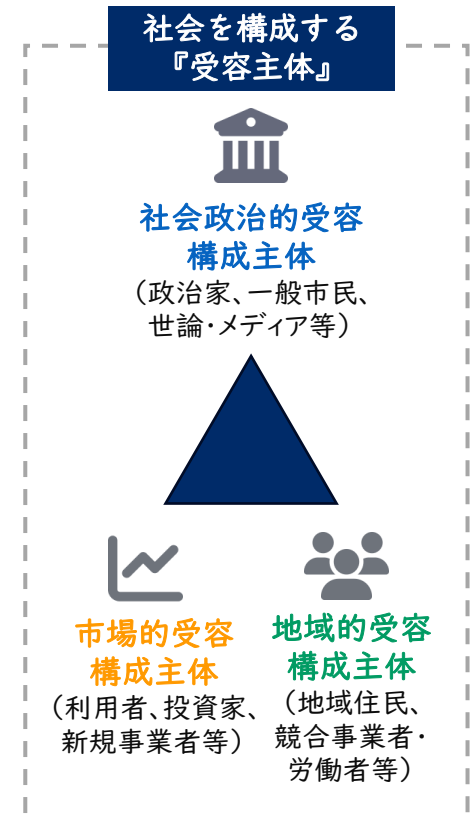 社会を構成する
『受容主体』
社会政治的受容
構成主体
（政治家、一般市民、
世論・メディア等）
市場的受容
構成主体
（利用者、投資家、
新規事業者等）
地域的受容
構成主体
（地域住民、
競合事業者・
労働者等）